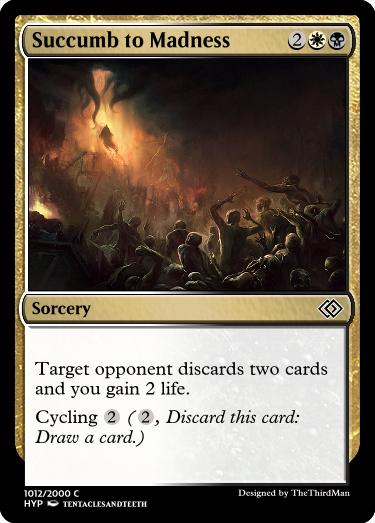 Succumb to Madness 2
Sorcery
Target opponent discards two cards
and you gain 2 life.
Cycling 2 (2, Discard this card:
Draw a card.)
1012/2000 C
HYP TENTACLESANDTEETH Designed by TheThirdMan